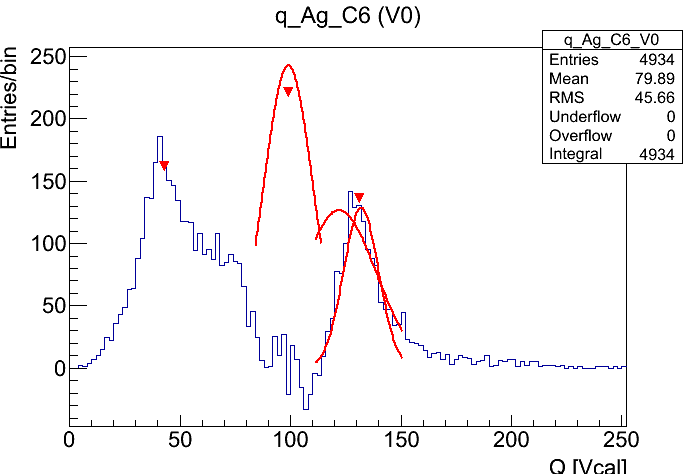 q_Ag_C6 (V0)
q_Ag_C6_V0
Entries 4934
Mean 79.89
RMS 45.66
Underflow 0
Overflow 0
Integral 4934
Entries/bin
250
200
150
100
50
0
0 50 100 150 200 250
Q [Vcal]